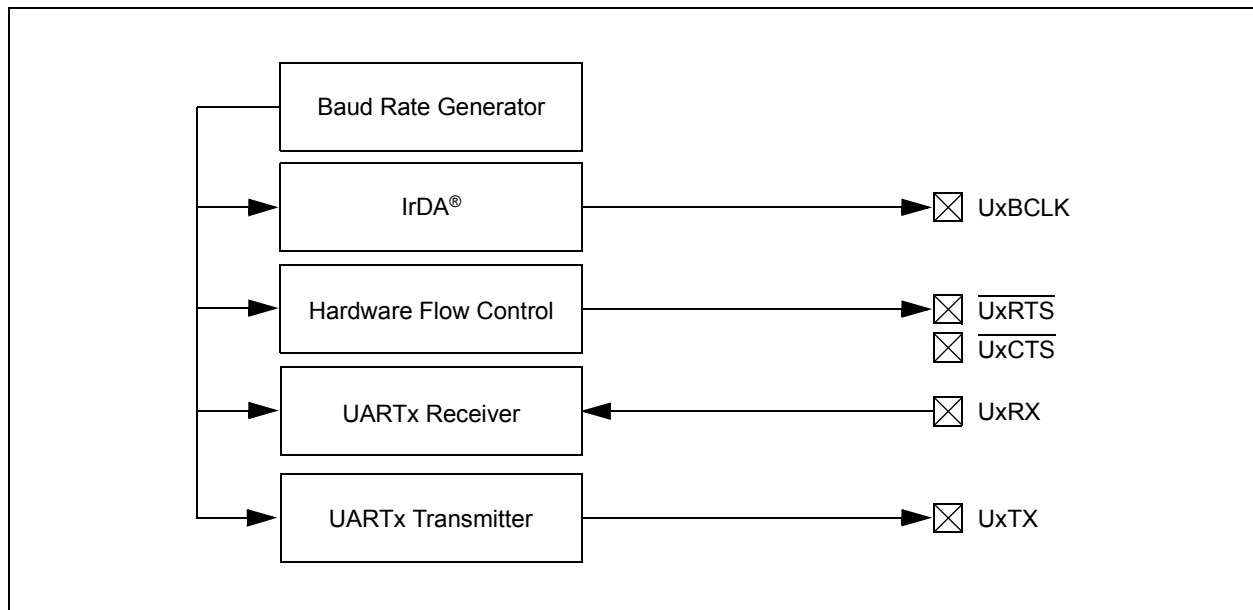 Baud Rate Generator
IrDA®
UxBCLK
Hardware Flow Control
UxRTS
UxCTS
UARTx Receiver
UxRX
UARTx Transmitter
UxTX